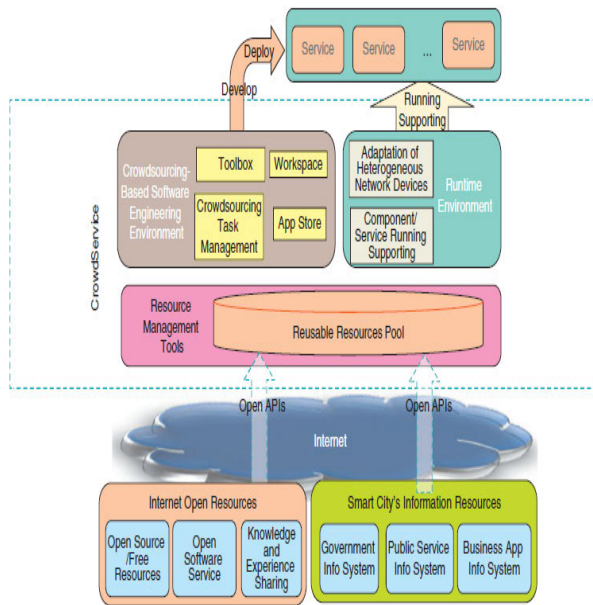 Service
Service
...
Service
Deploy
Develop
Running
Supporting
CrowdService
Crowdsourcing-
Based Software
Engineering
Environment
Toolbox
Workspace
Crowdsourcing
Task
Management
App Store
Adaptation of
Heterogeneous
Network Devices
Component/
Service Running
Supporting
Runtime
Environment
Resource
Management
Tools
Reusable Resources Pool
Open APIs
Open APIs
Internet
Internet Open Resources
Open Source
/Free
Resources
Open
Software
Service
Knowledge
and
Experience
Sharing
Smart City's Information Resources
Government
Info System
Public Service
Info System
Business App
Info System